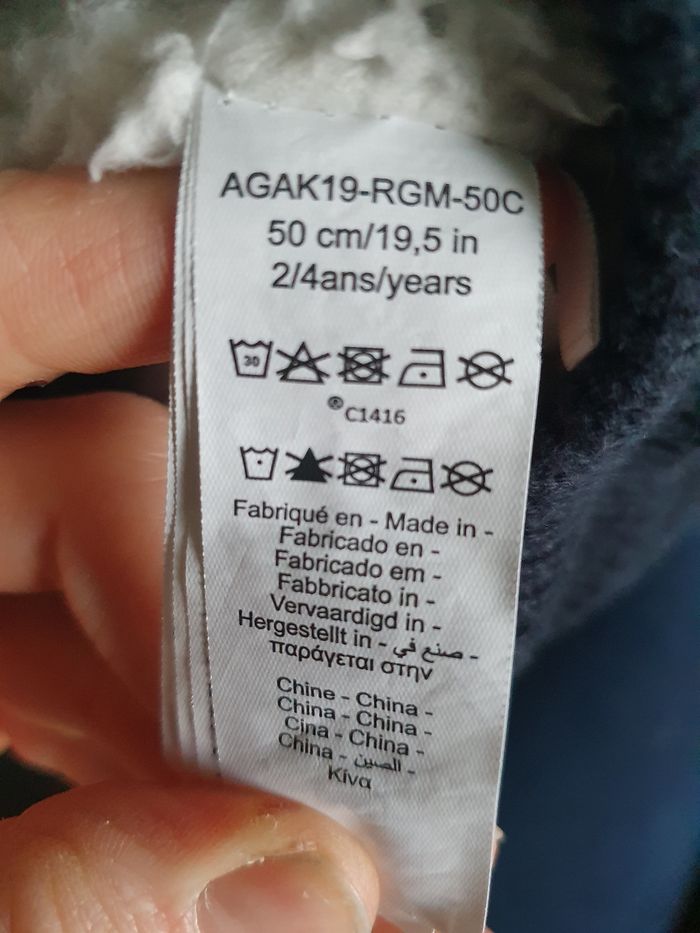 AGAK19-RGM-50C
50 cm/19,5 in
2/4ans/years
30
®C1416
Fabriqué en - Made in -
Fabricado en -
Fabricado em -
Fabbricato in -
Vervaardigd in -
Hergestellt in - صنع في -
παράγεται στην
Chine - China -
China - China -
Cina - China -
China - الصين -
Κίνα